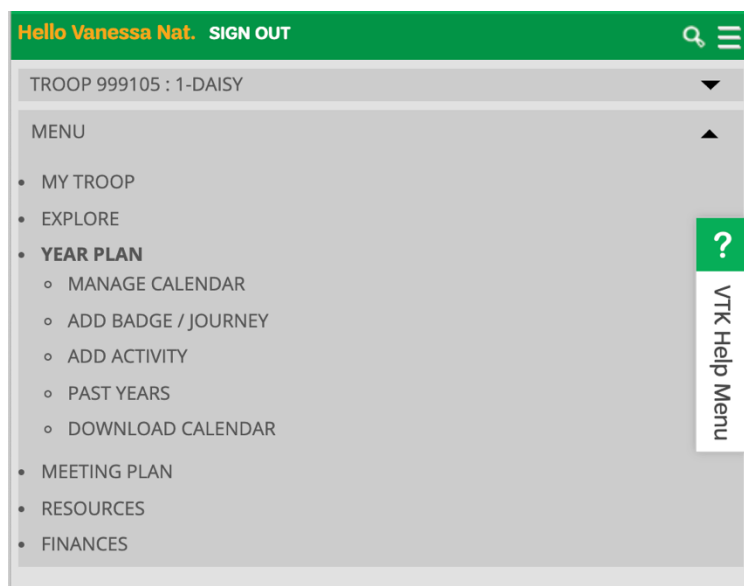 Hello Vanessa Nat. SIGN OUT
TROOP 999105 : 1-DAISY
MENU
MY TROOP
EXPLORE
YEAR PLAN
MANAGE CALENDAR
ADD BADGE / JOURNEY
ADD ACTIVITY
PAST YEARS
DOWNLOAD CALENDAR
MEETING PLAN
RESOURCES
FINANCES
?
VTK Help Menu